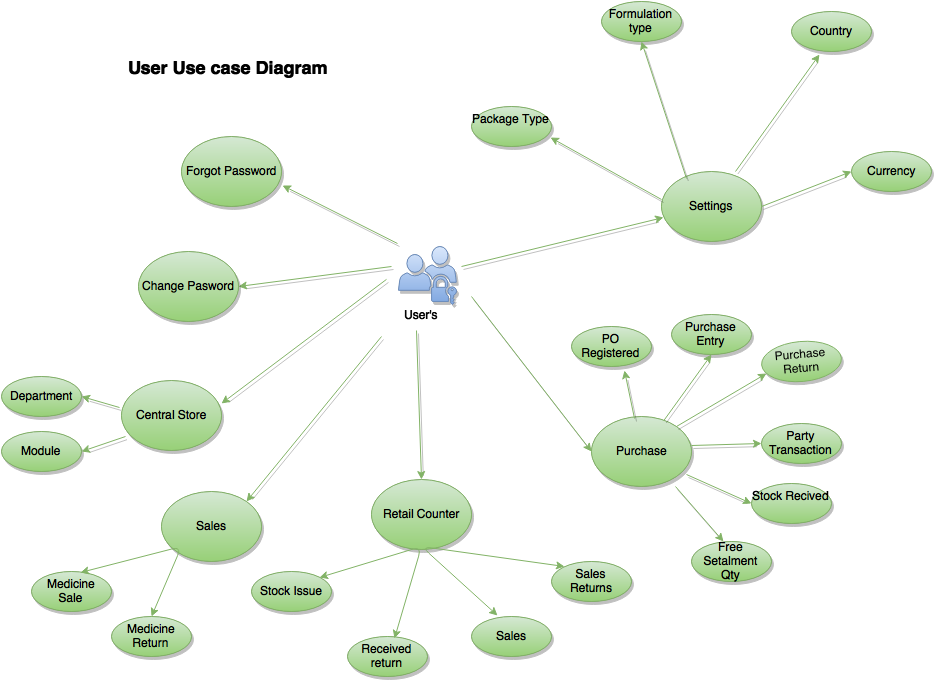 Formulation
type
Country
User Use case Diagram
Package Type
Forgot Password
Currency
Settings
Change Pasword
User's
Purchase
Entry
PO
Registered
Purchase
Return
Department
Central Store
Module
Purchase
Party
Transaction
Stock Recived
Retail Counter
Sales
Free
Setalment
Qty
Medicine
Sale
Stock Issue
Sales
Returns
Medicine
Return
Sales
Received
return